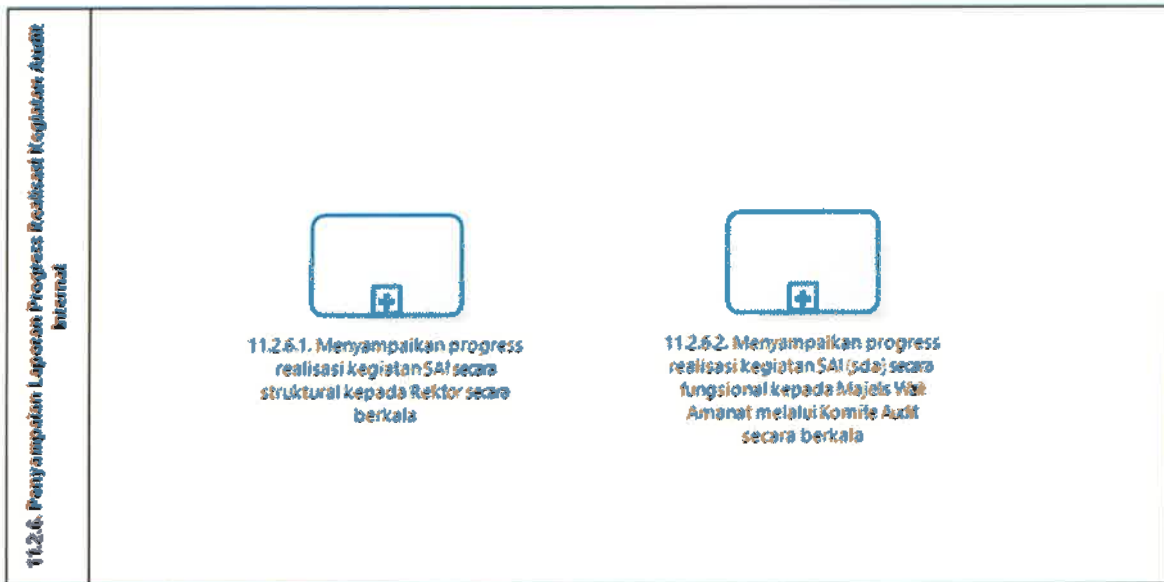 11.2.6. Penyampaian Laporan Progress Realisasi Kegiatan Audit
Internal
11.2.6.1. Menyampaikan progress
realisasi kegiatan SAI secara
struktural kepada Rektor secara
berkala
11.2.6.2. Menyampaikan progress
realisasi kegiatan SAI (sda) secara
fungsional kepada Majels Wali
Amanat melalui Komite Audit
secara berkala